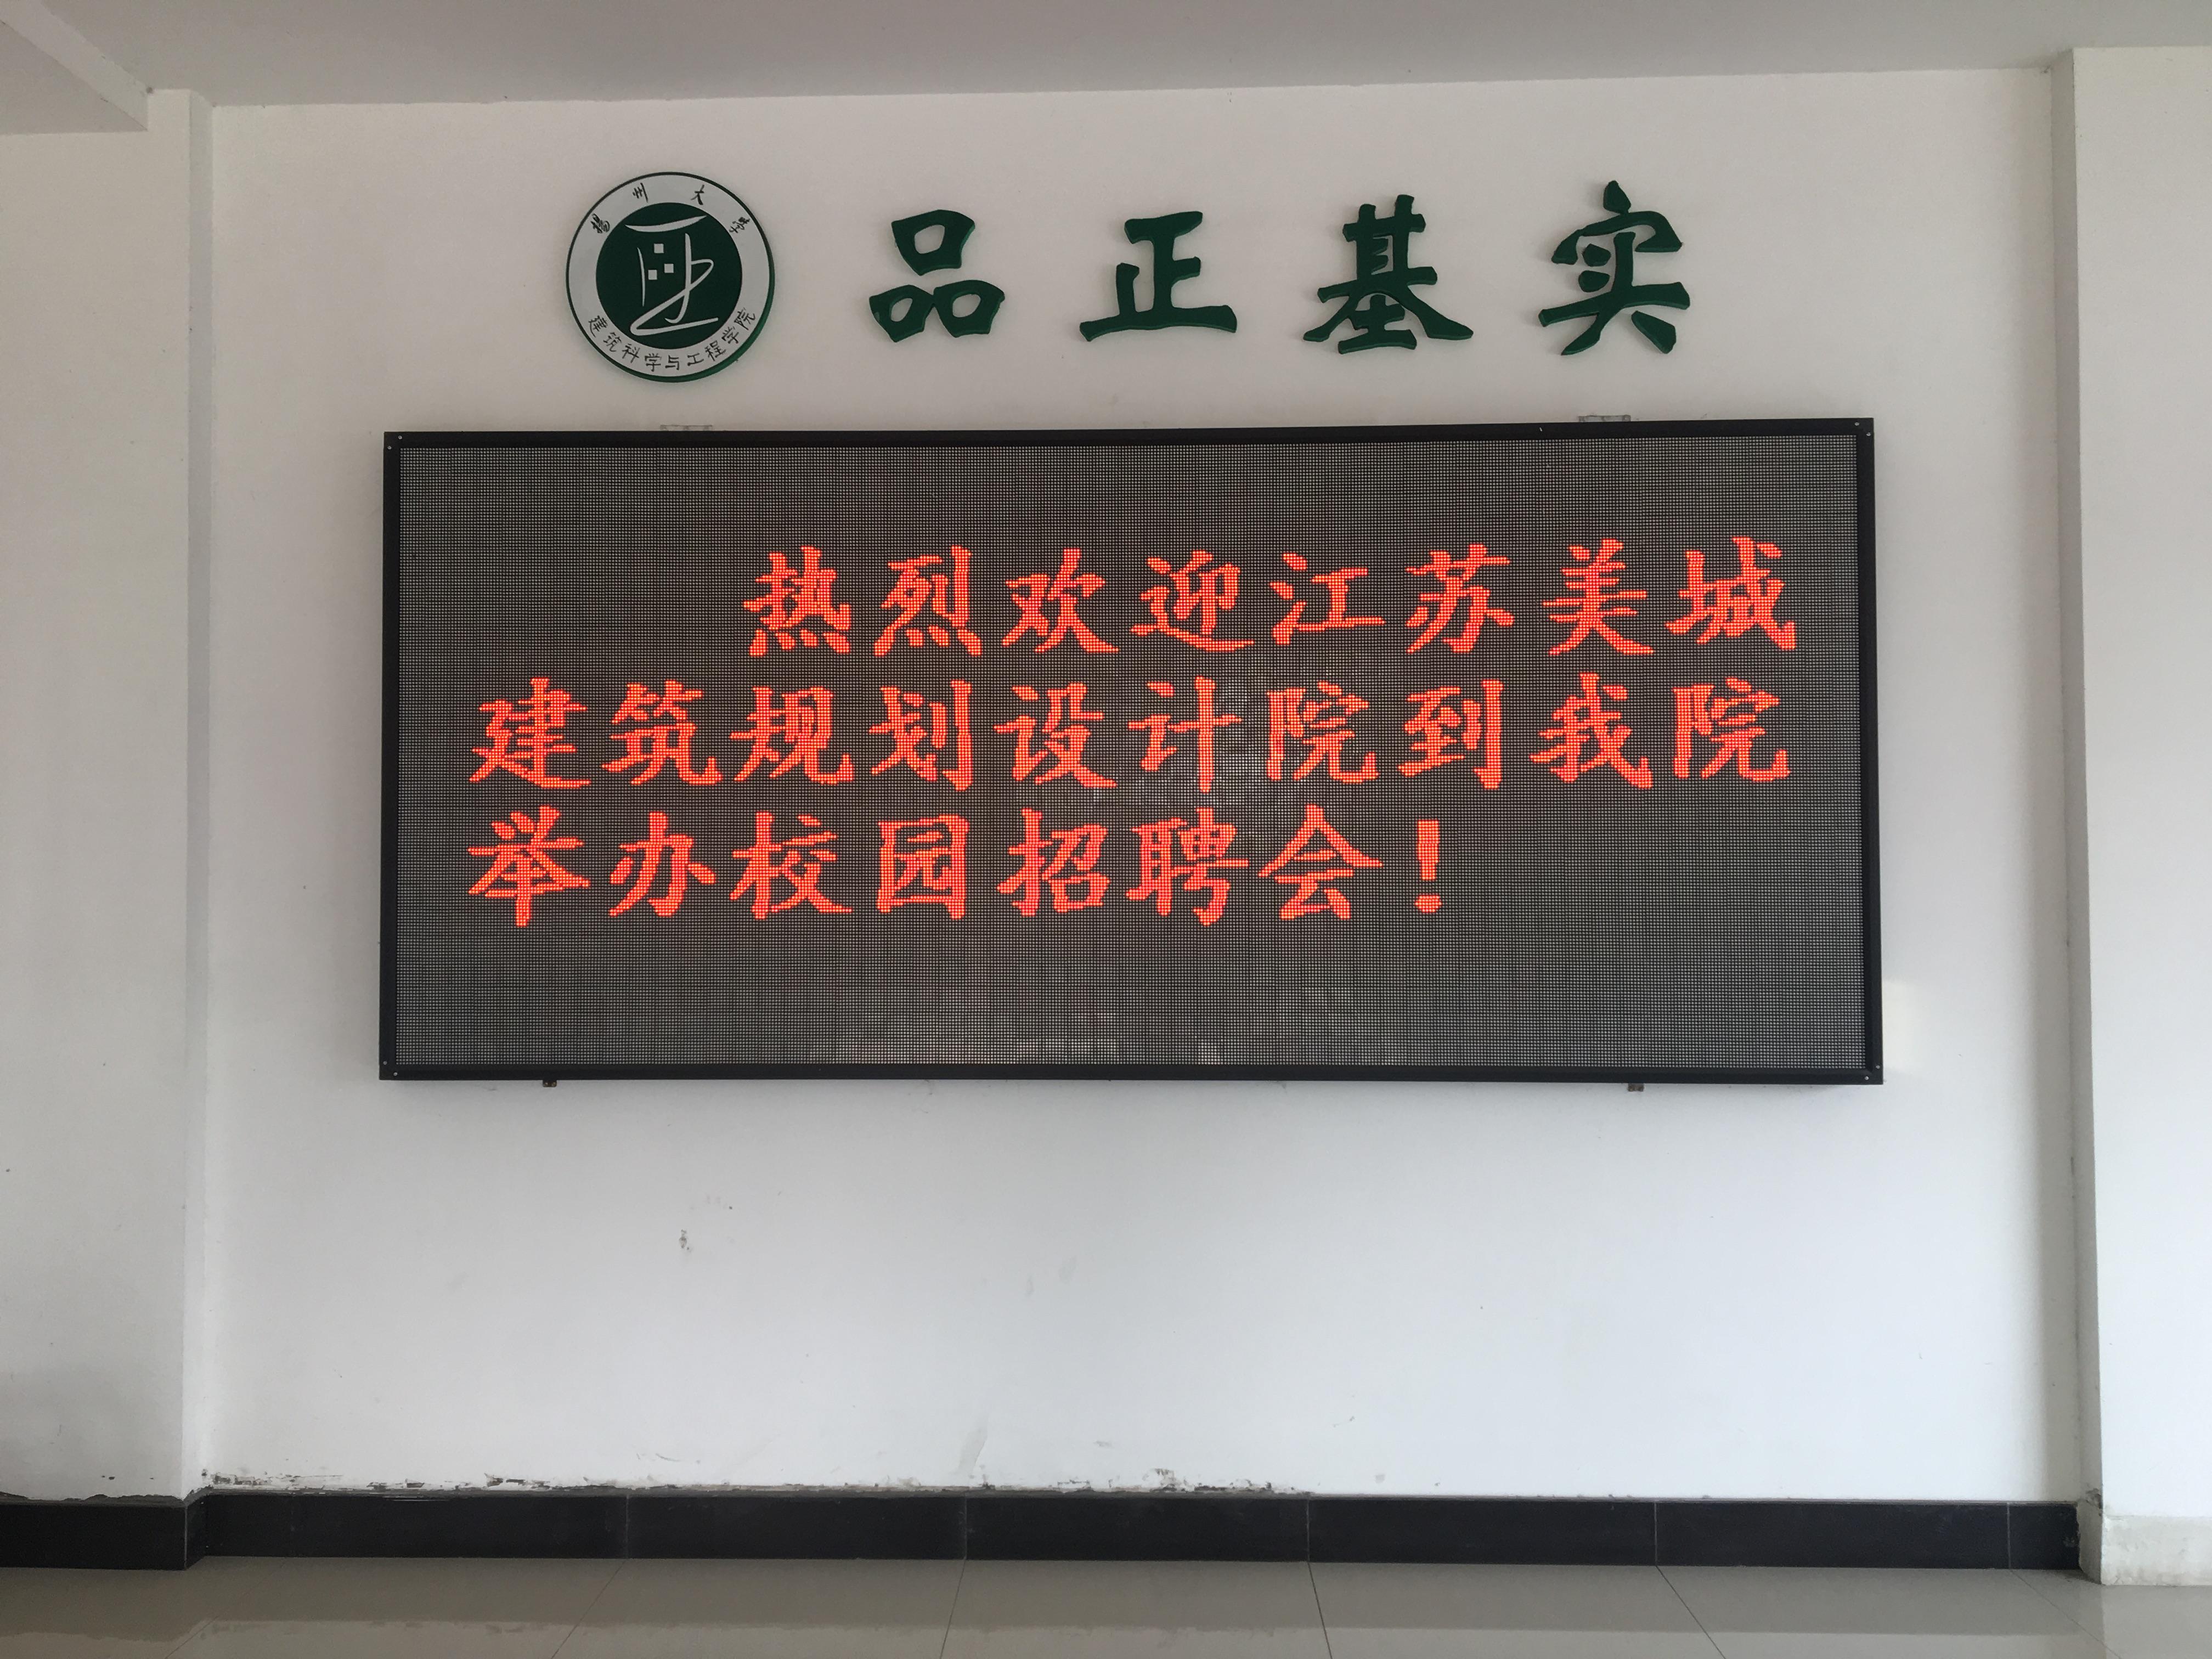 扬州大学
建筑科学与工程学院
品正基实
热烈欢迎江苏美城
建筑规划设计院到我院
举办校园招聘会！